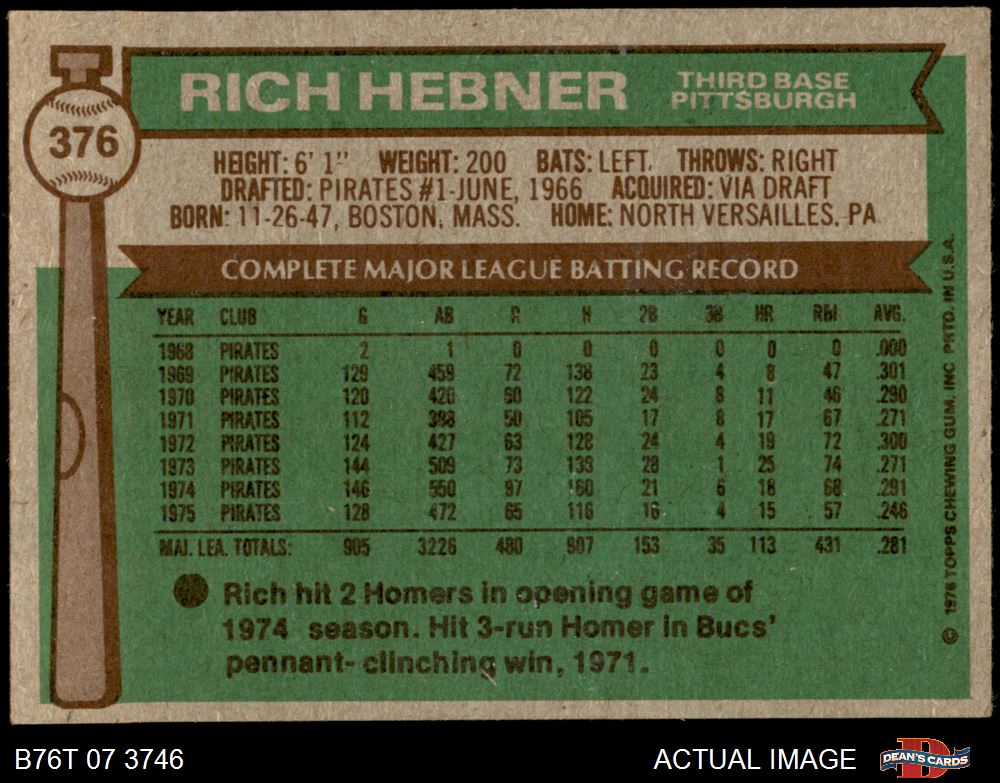 376
RICH HEBNER
THIRD BASE
PITTSBURGH
HEIGHT: 6' 1" WEIGHT: 200 BATS: LEFT. THROWS: RIGHT
DRAFTED: PIRATES #1-JUNE, 1966 ACQUIRED: VIA DRAFT
BORN: 11-26-47, BOSTON, MASS. HOME: NORTH VERSAILLES, PA
COMPLETE MAJOR LEAGUE BATTING RECORD
YEAR CLUB G AB R H 2B 3B HR RBI AVG.
1968 PIRATES 2 1 0 0 0 0 0 0 .000
1969 PIRATES 129 459 72 138 23 4 8 47 .301
1970 PIRATES 120 420 60 122 24 8 11 46 .290
1971 PIRATES 112 388 50 105 17 8 17 67 .271
1972 PIRATES 124 427 63 128 24 4 19 72 .300
1973 PIRATES 144 509 73 138 28 1 25 74 .271
1974 PIRATES 146 550 97 160 21 6 18 68 .291
1975 PIRATES 128 472 65 116 16 4 15 57 .246
MAJ. LEA. TOTALS: 905 3226 480 907 153 35 113 431 .281
Rich hit 2 Homers in opening game of
1974 season. Hit 3-run Homer in Bucs'
pennant- clinching win, 1971.
© 1976 TOPPS CHEWING GUM, INC PRTD. IN U.S.A.
B76T 07 3746
ACTUAL IMAGE
DEAN'S CARDS